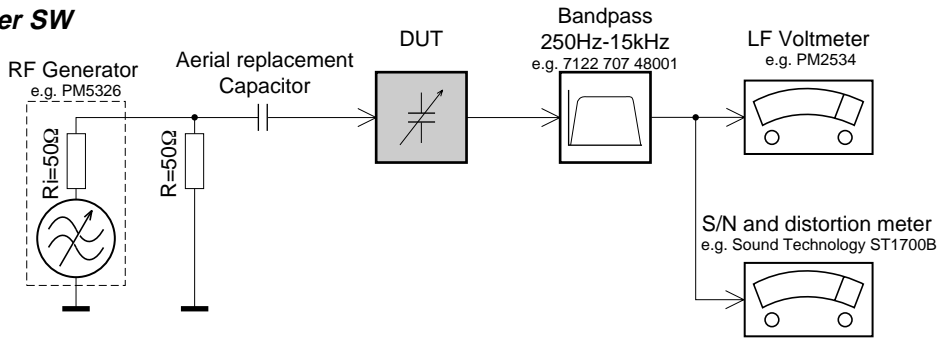 er SW
RF Generator
e.g. PM5326
Ri=50Ω
R=50Ω
Aerial replacement
Capacitor
DUT
Bandpass
250Hz-15kHz
e.g. 7122 707 48001
LF Voltmeter
e.g. PM2534
S/N and distortion meter
e.g. Sound Technology ST1700B